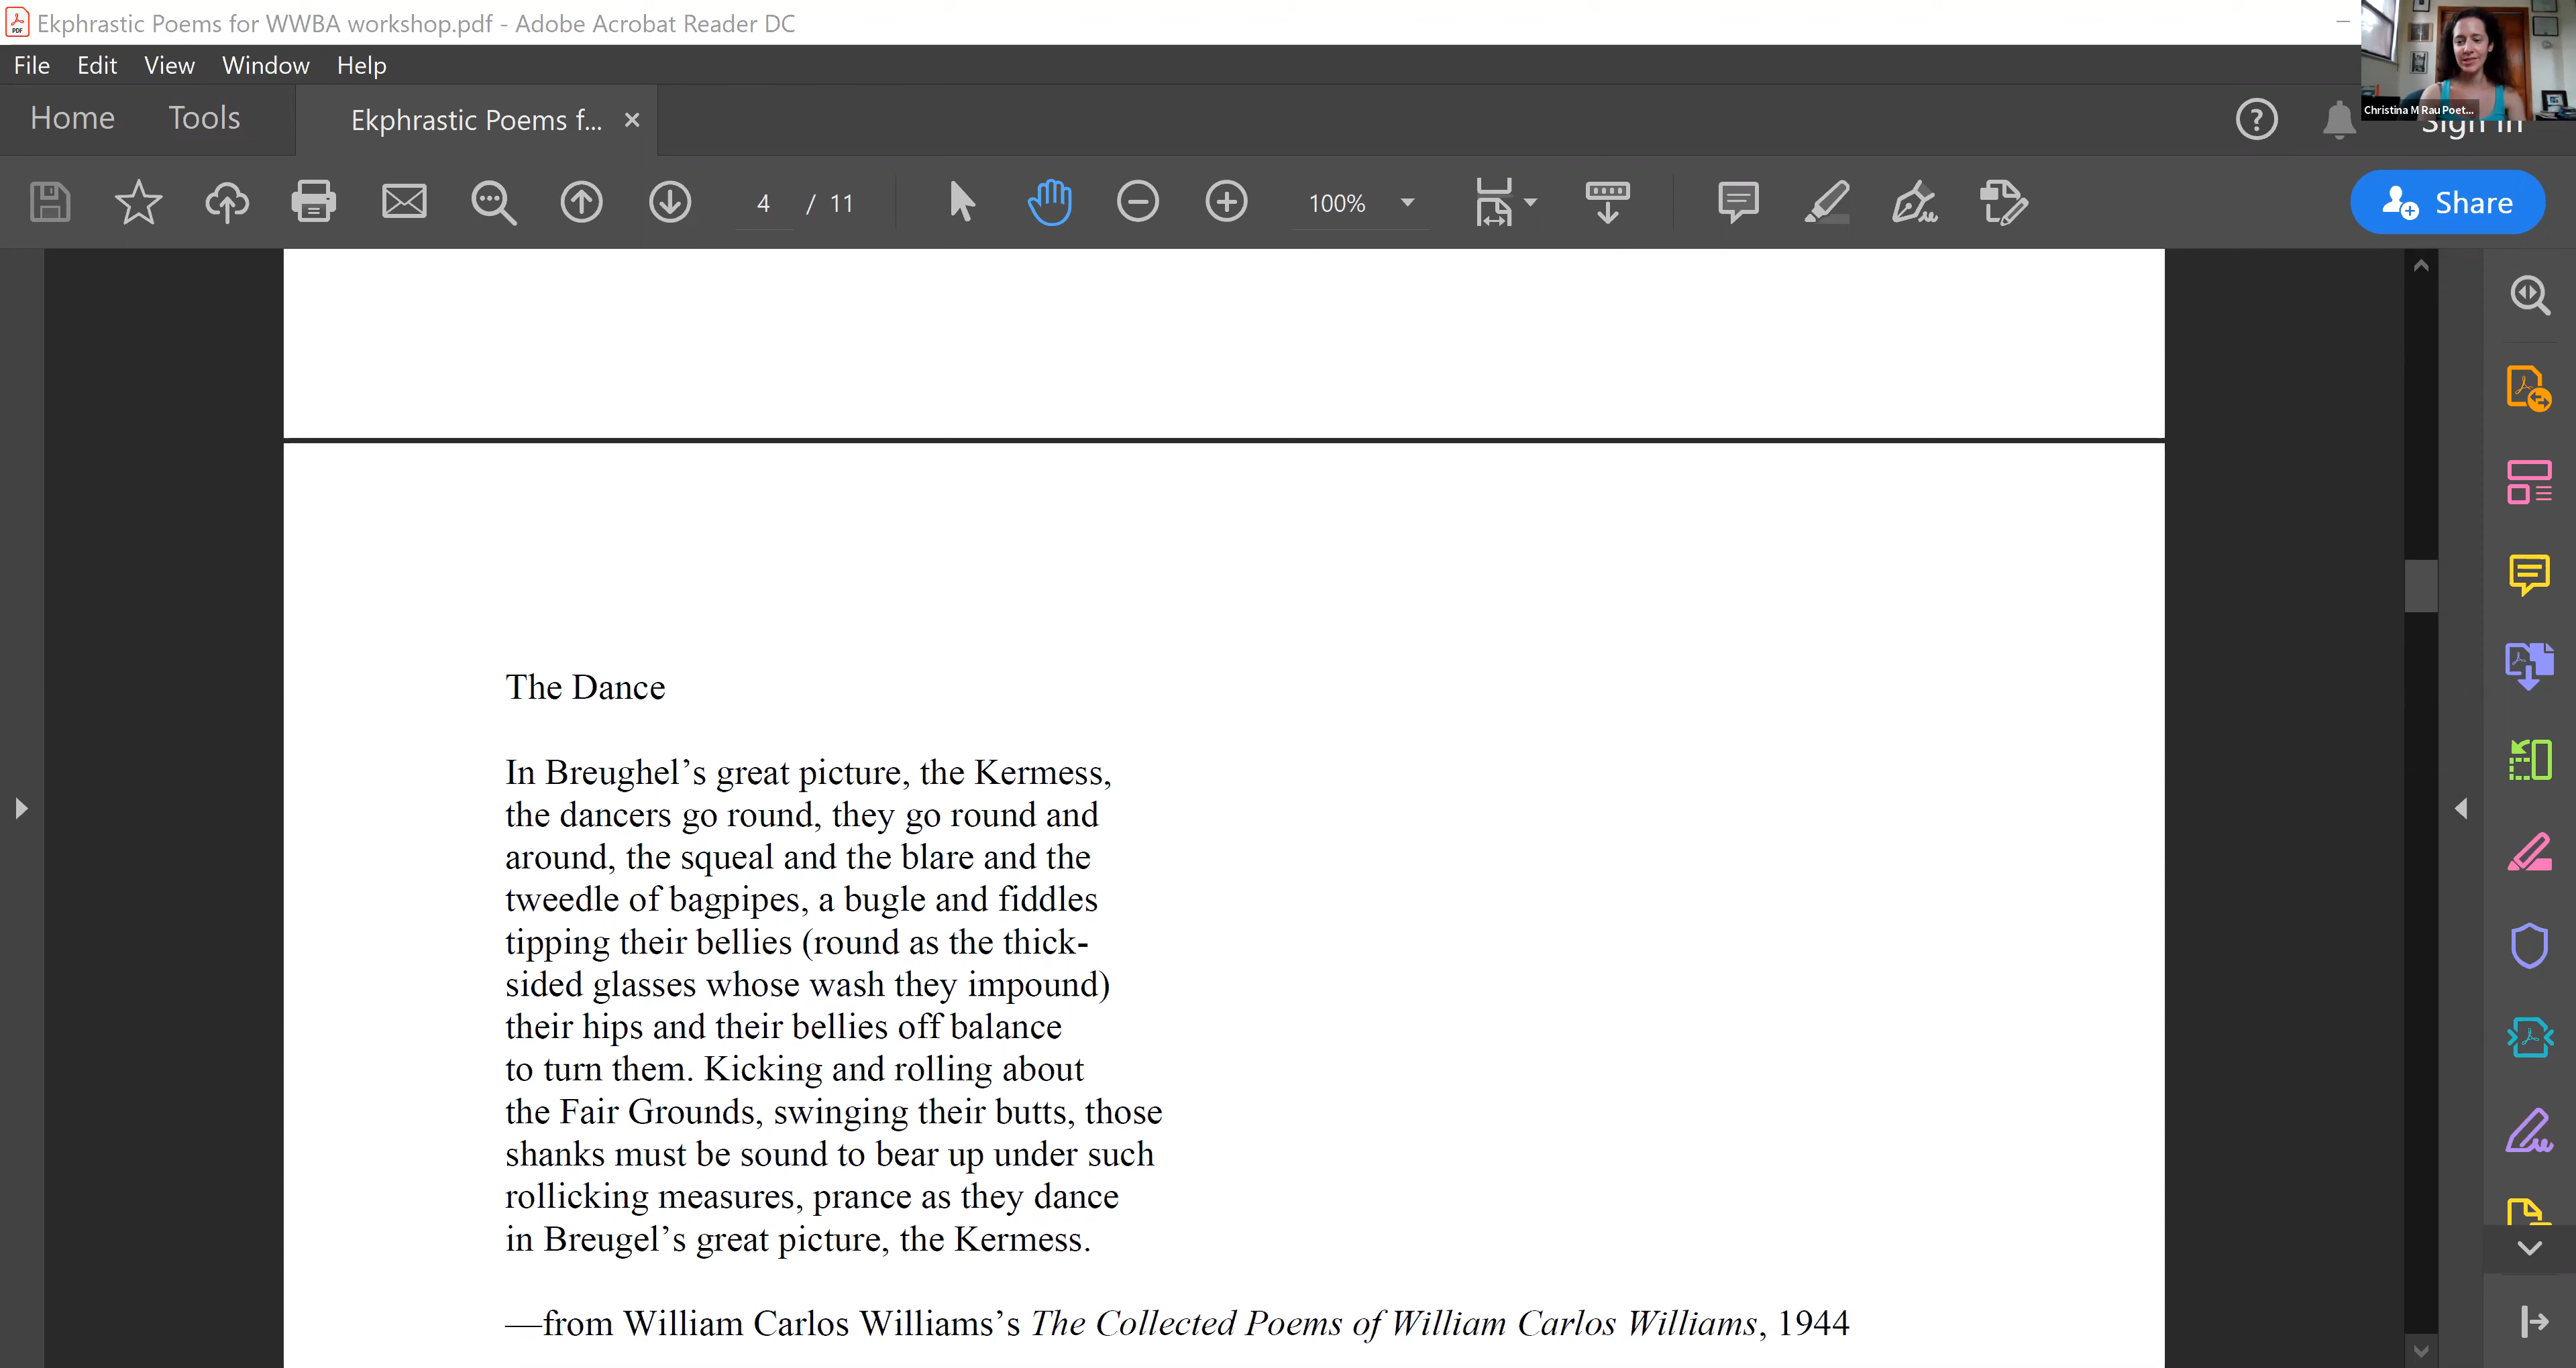 Ekphrastic Poems for WWBA workshop.pdf - Adobe Acrobat Reader DC
File Edit View Window Help
Home Tools Ekphrastic Poems f... ×
Christina M Rau Poet...
Sign In
4 / 11 100% Share
The Dance
In Breughel’s great picture, the Kermess,
the dancers go round, they go round and
around, the squeal and the blare and the
tweedle of bagpipes, a bugle and fiddles
tipping their bellies (round as the thick-
sided glasses whose wash they impound)
their hips and their bellies off balance
to turn them. Kicking and rolling about
the Fair Grounds, swinging their butts, those
shanks must be sound to bear up under such
rollicking measures, prance as they dance
in Breugel’s great picture, the Kermess.
—from William Carlos Williams’s The Collected Poems of William Carlos Williams, 1944